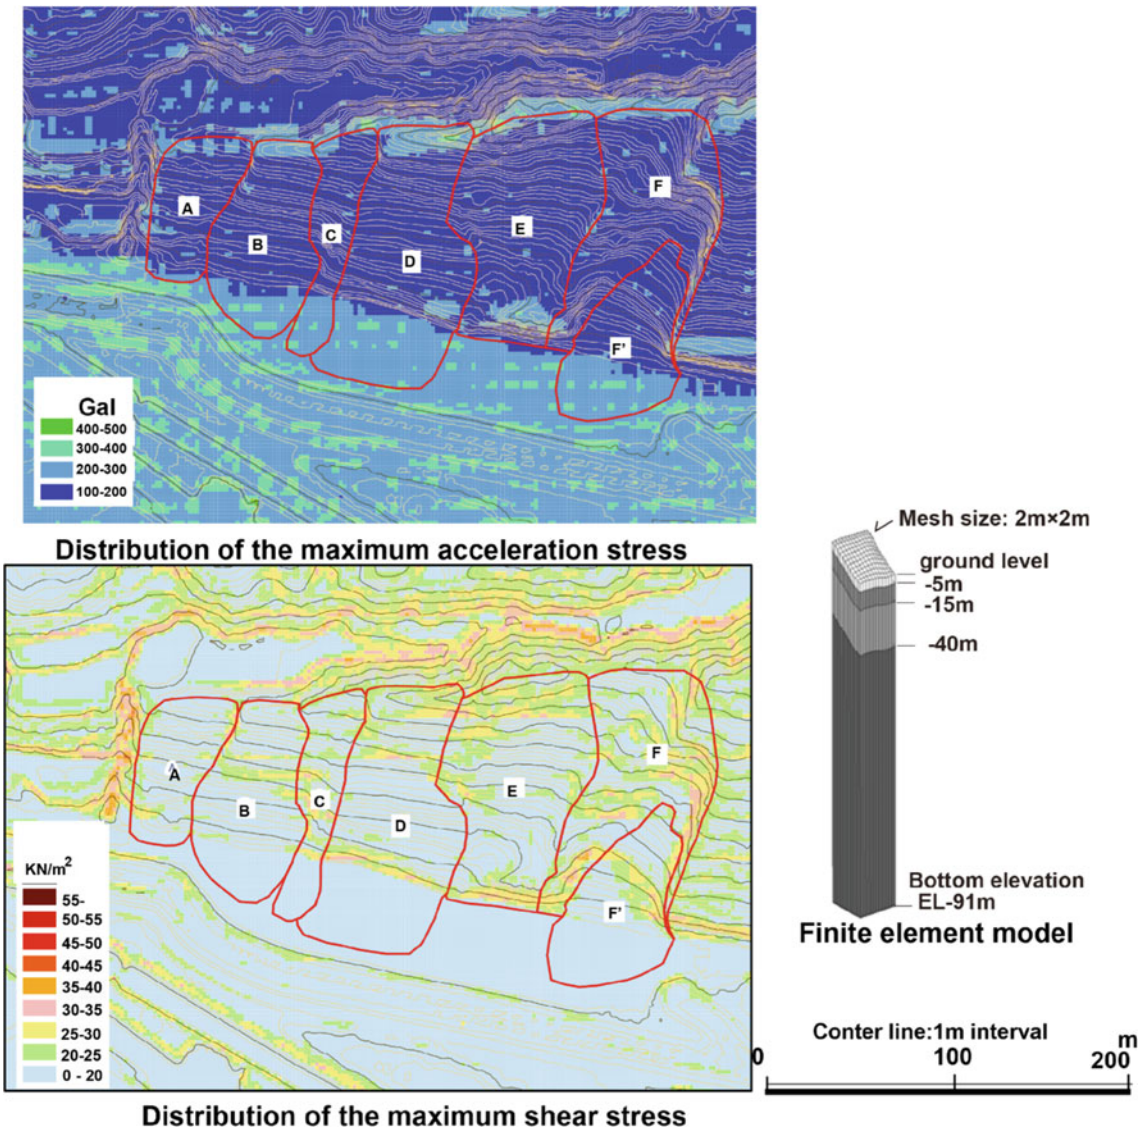 A
B
C
D
E
F
F'
Gal
400-500
300-400
200-300
100-200
Distribution of the maximum acceleration stress
A
B
C
D
E
F
F'
KN/m2
55-
50-55
45-50
40-45
35-40
30-35
25-30
20-25
0 - 20
Distribution of the maximum shear stress
Mesh size: 2m×2m
ground level
-5m
-15m
-40m
Bottom elevation
EL-91m
Finite element model
Conter line:1m interval
0 100 200 m